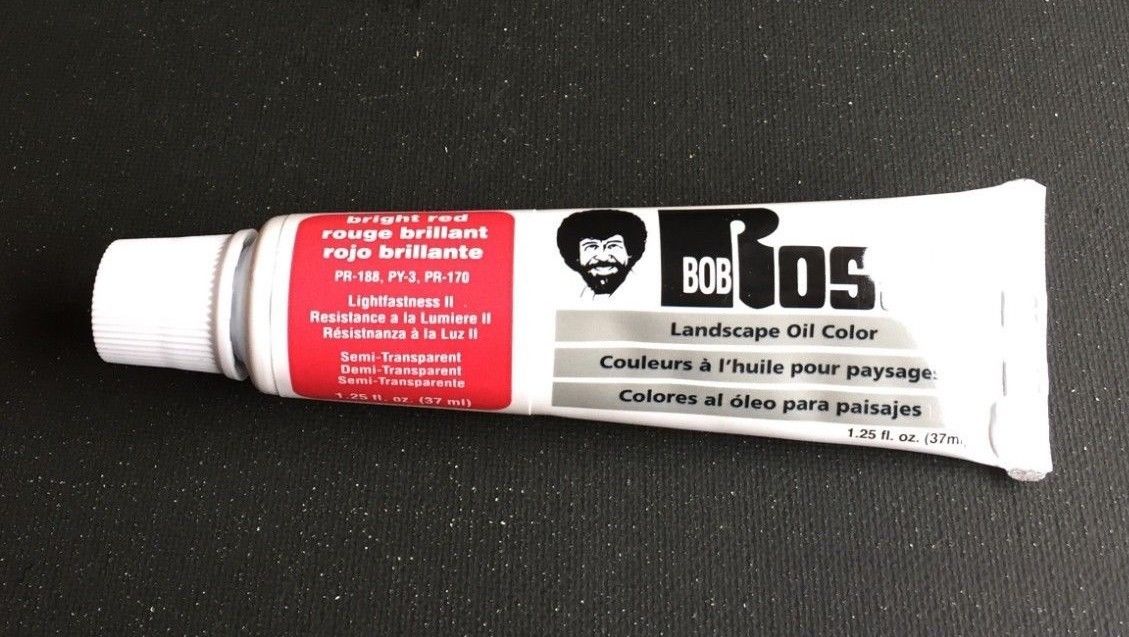 bright red
rouge brillant
rojo brillante
PR-188, PY-3, PR-170
Lightfastness II
Resistance a la Lumiere II
Résistnanza à la Luz II
Semi-Transparent
Demi-Transparent
Semi-Transparente
1.25 fl. oz. (37 ml)
BOB ROS
Landscape Oil Color
Couleurs à l'huile pour paysages
Colores al óleo para paisajes
1.25 fl. oz. (37m